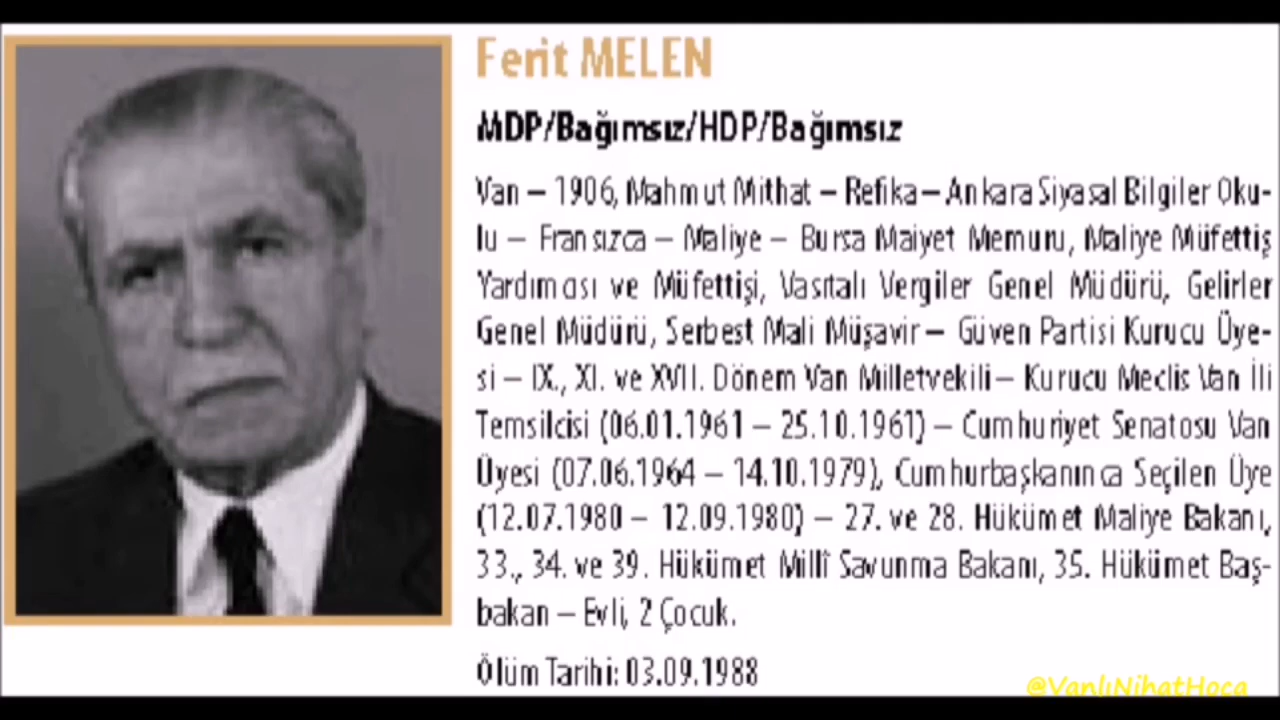 Ferit MELEN
MDP/Bağımsız/HDP/Bağımsız
Van – 1906, Mahmut Mithat – Refika – Ankara Siyasal Bilgiler Oku-
lu – Fransızca – Maliye – Bursa Maiyet Memuru, Maliye Müfettiş
Yardımcısı ve Müfettişi, Vasıtalı Vergiler Genel Müdürü, Gelirler
Genel Müdürü, Serbest Mali Müşavir – Güven Partisi Kurucu Üye-
si – IX., XI. ve XVII. Dönem Van Milletvekili – Kurucu Meclis Van İli
Temsilcisi (06.01.1961 – 25.10.1961) – Cumhuriyet Senatosu Van
Üyesi (07.06.1964 – 14.10.1979), Cumhurbaşkanınca Seçilen Üye
(12.07.1980 – 12.09.1980) – 27. ve 28. Hükümet Maliye Bakanı,
33., 34. ve 39. Hükümet Millî Savunma Bakanı, 35. Hükümet Baş-
bakan – Evli, 2 Çocuk.
Ölüm Tarihi: 03.09.1988
@VanlıNihatHoca